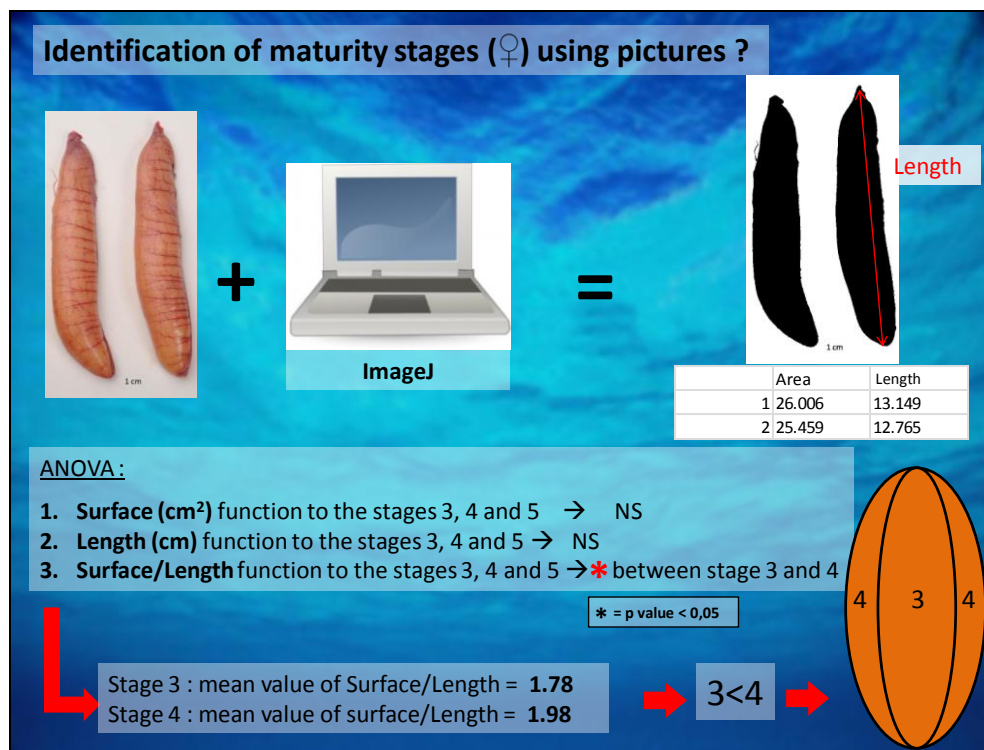 Identification of maturity stages (♀) using pictures ?
1 cm
+
ImageJ
=
Length
1 cm
Area Length
1 26.006 13.149
2 25.459 12.765
ANOVA :
1. Surface (cm²) function to the stages 3, 4 and 5 → NS
2. Length (cm) function to the stages 3, 4 and 5 → NS
3. Surface/Length function to the stages 3, 4 and 5 → * between stage 3 and 4
* = p value < 0,05
4 3 4
Stage 3 : mean value of Surface/Length = 1.78
Stage 4 : mean value of surface/Length = 1.98
3<4